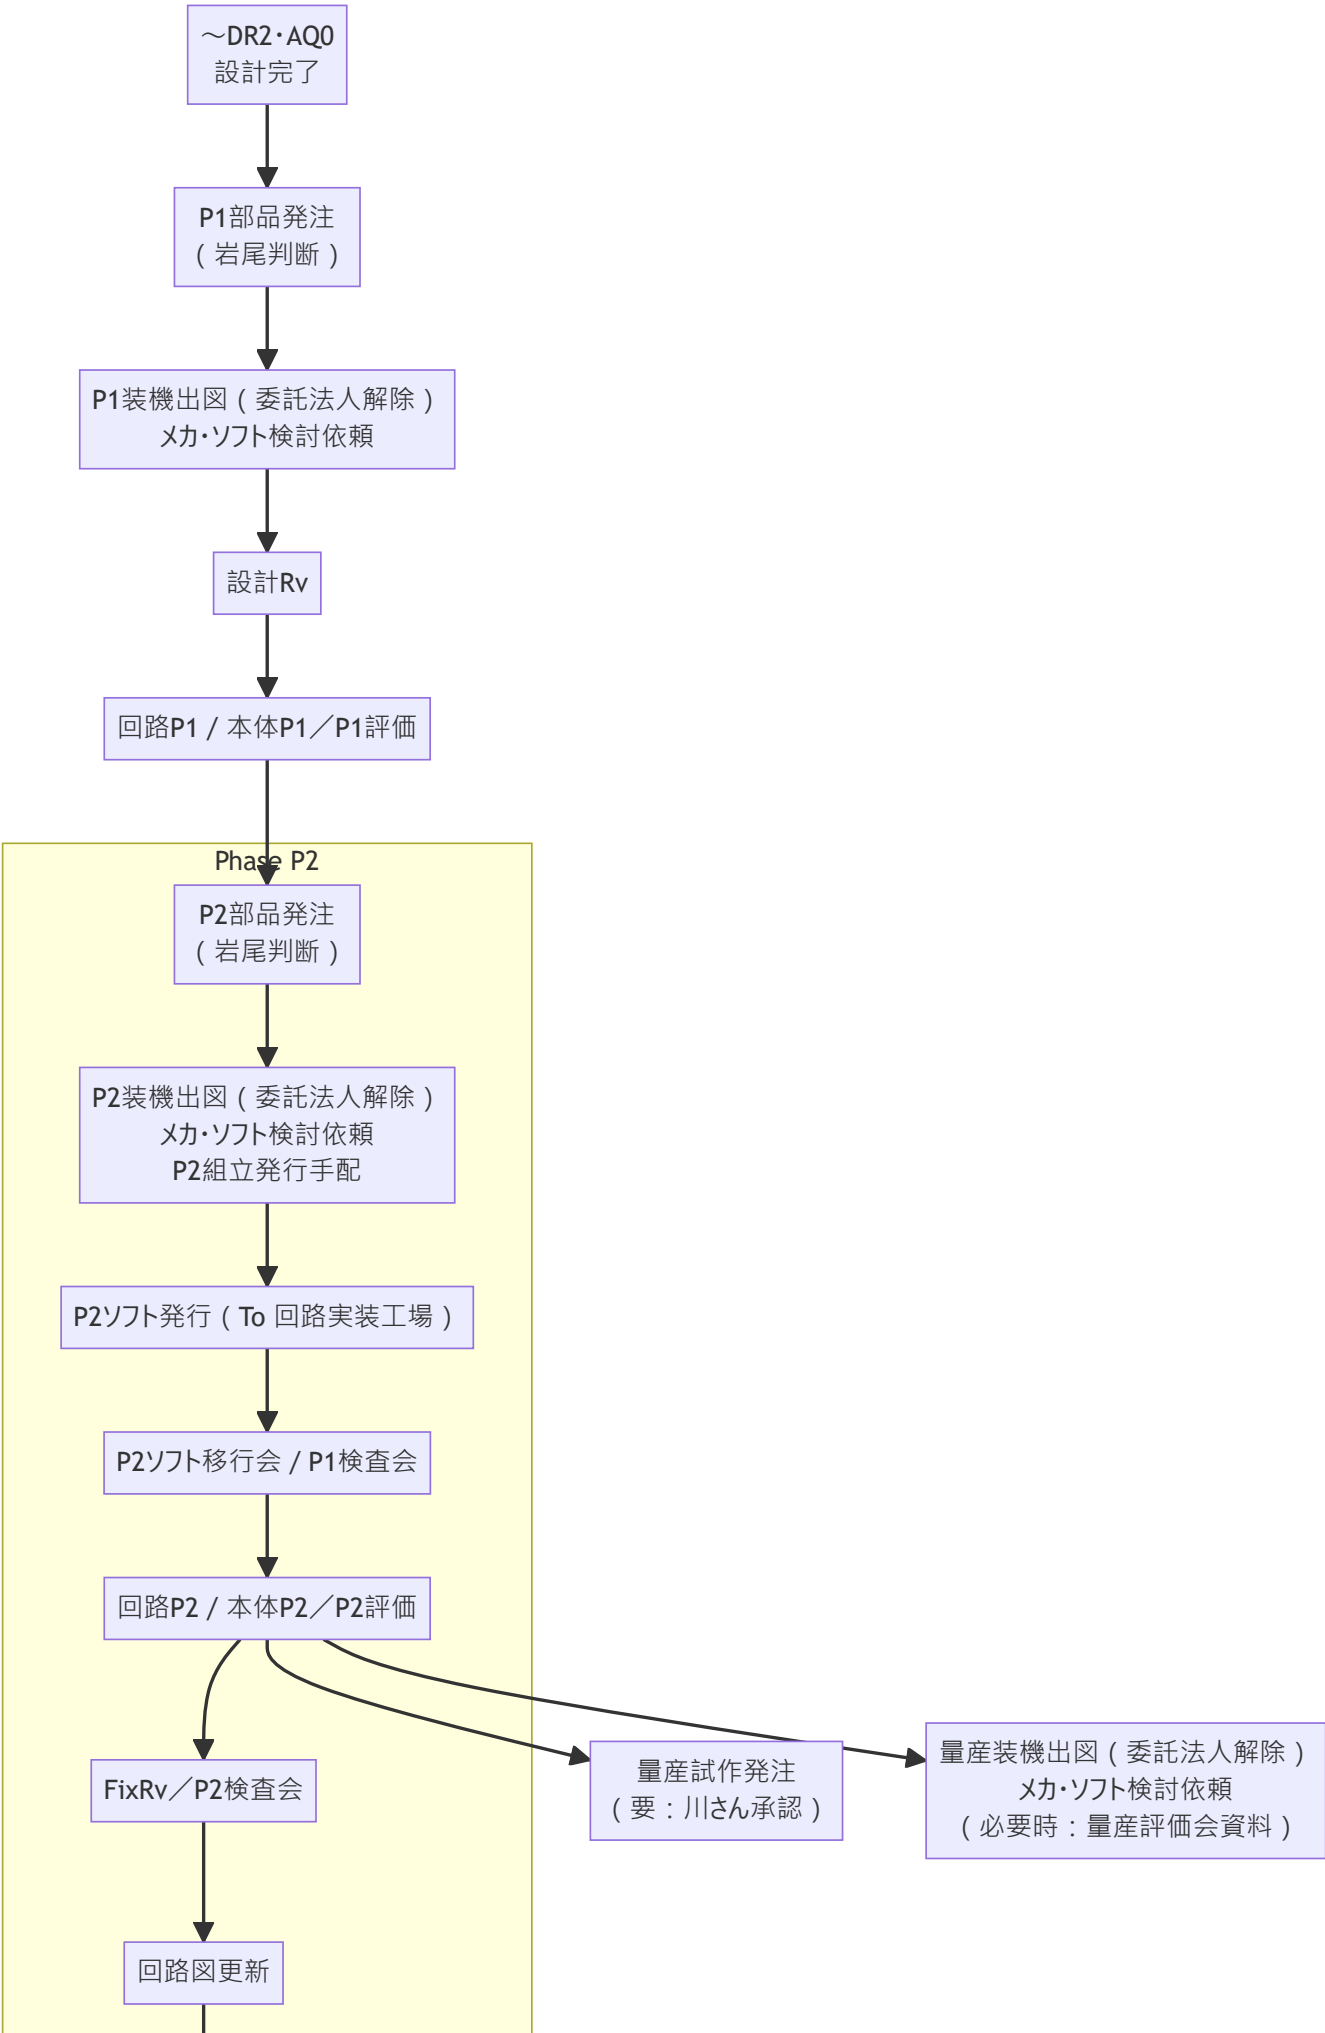 ～DR2・AQ0
設計完了
P1部品発注
（岩尾判断）
P1装機出図（委託法人解除）
メカ・ソフト検討依頼
設計Rv
回路P1 / 本体P1／P1評価
Phase P2
P2部品発注
（岩尾判断）
P2装機出図（委託法人解除）
メカ・ソフト検討依頼
P2組立発行手配
P2ソフト発行（To 回路実装工場）
P2ソフト移行会 / P1検査会
回路P2 / 本体P2／P2評価
FixRv／P2検査会
量産試作発注
（要：川さん承認）
量産装機出図（委託法人解除）
メカ・ソフト検討依頼
（必要時：量産評価会資料）
回路図更新